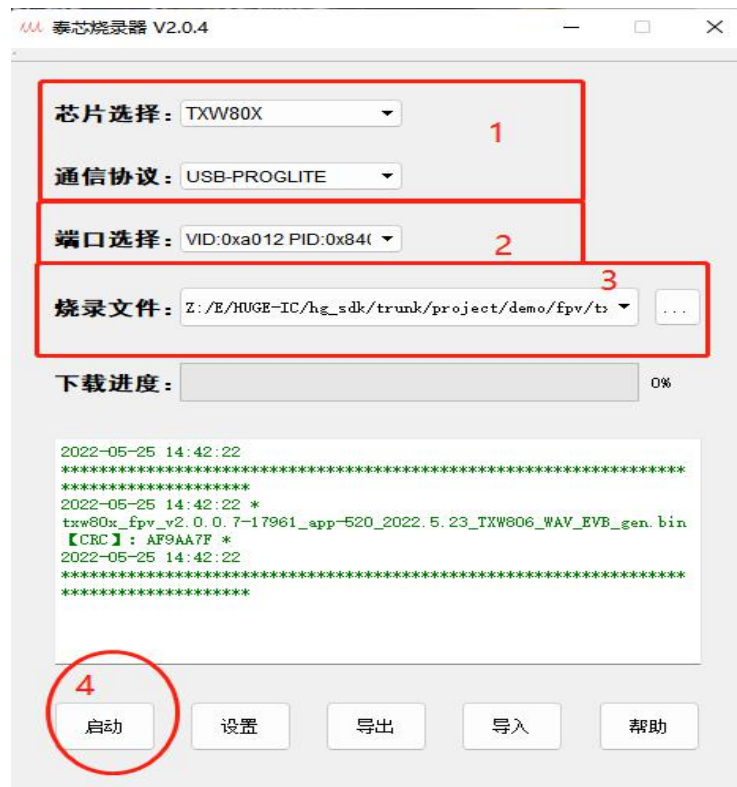 泰芯烧录器 V2.0.4
芯片选择： TXW80X
1
通信协议： USB-PROGLITE
端口选择： VID:0xa012 PID:0x84(
2
3
烧录文件： Z:/E/HUGE-IC/hg_sdk/trunk/project/demo/fpv/t> ...
下载进度： 0%
2022-05-25 14:42:22
******************************************************************
********************
2022-05-25 14:42:22 *
txw80x_fpv_v2.0.0.7-17961_app-520_2022.5.23_TXW806_WAV_EVB_gen.bin
【CRC】: AF9AA7F *
2022-05-25 14:42:22
******************************************************************
********************
4
启动 设置 导出 导入 帮助